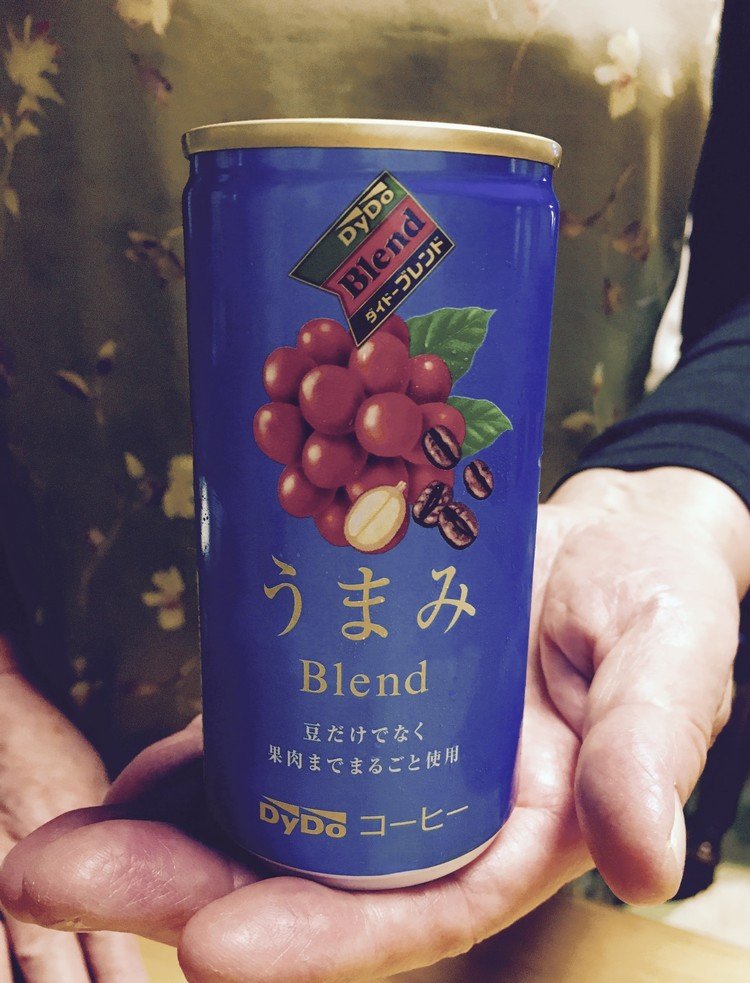 DyDo
Blend
ダイドーブレンド
うまみ
Blend
豆だけでなく
果肉までまるごと使用
DyDo コーヒー